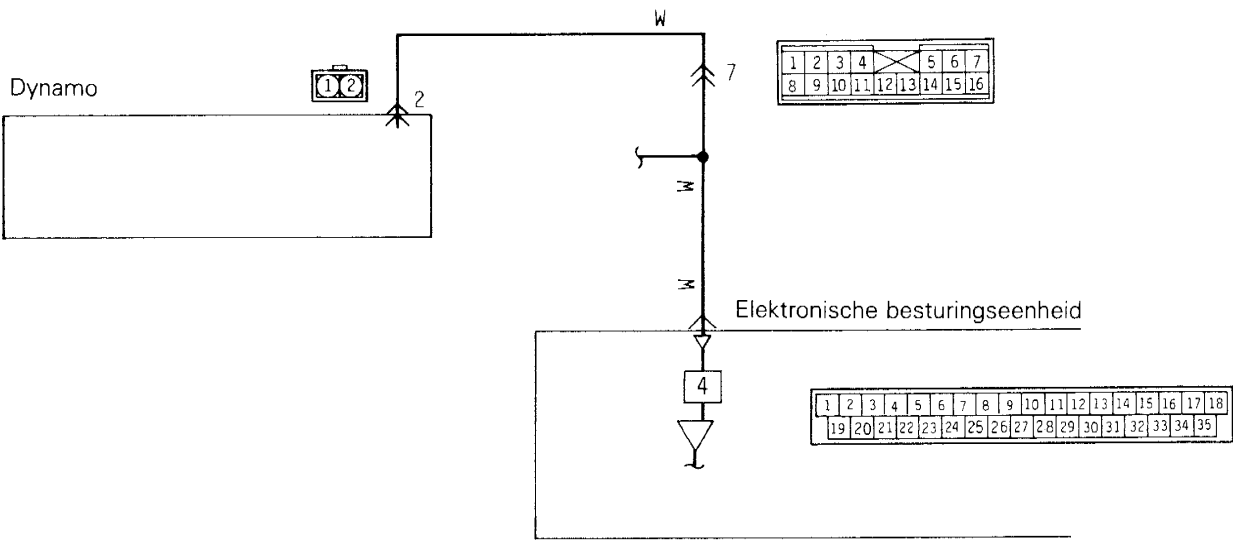 W
Dynamo
1 2
2
7
1 2 3 4 5 6 7
8 9 10 11 12 13 14 15 16
W
W
Elektronische besturingseenheid
4
1 2 3 4 5 6 7 8 9 10 11 12 13 14 15 16 17 18
19 20 21 22 23 24 25 26 27 28 29 30 31 32 33 34 35